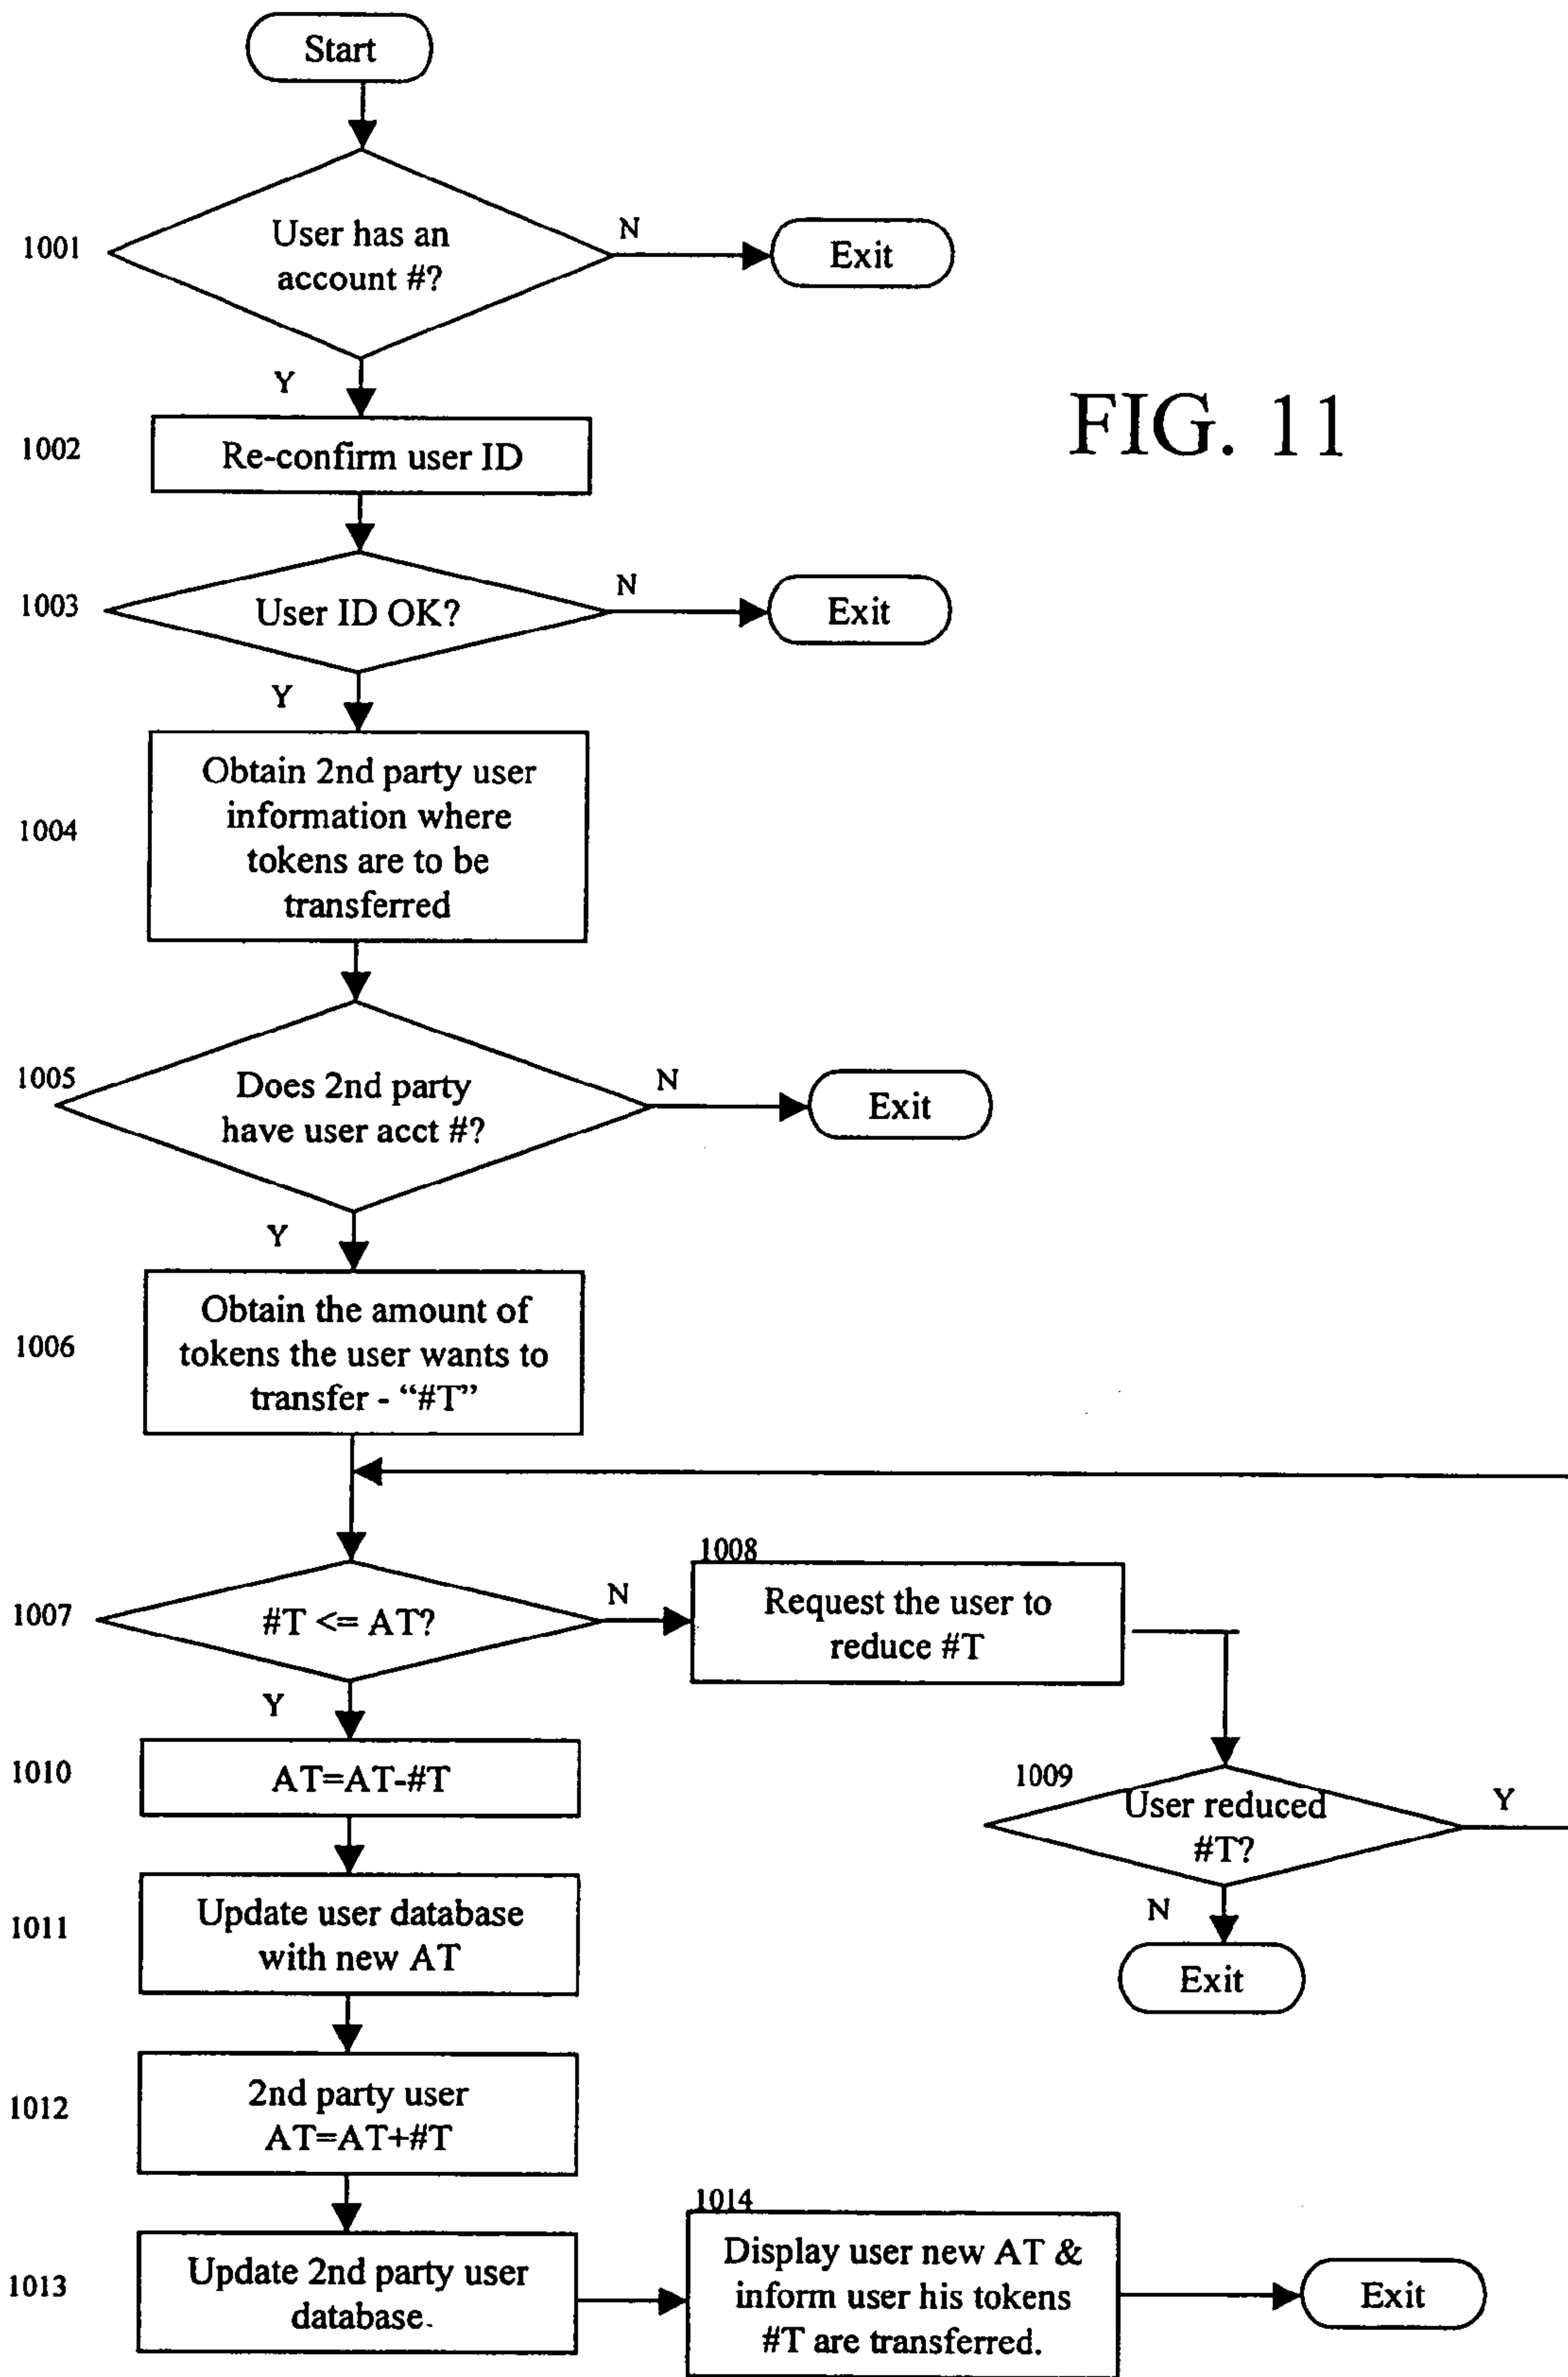 Start
1001
User has an
account #?
N
Exit
Y
FIG. 11
1002
Re-confirm user ID
1003
User ID OK?
N
Exit
Y
1004
Obtain 2nd party user
information where
tokens are to be
transferred
1005
Does 2nd party
have user acct #?
N
Exit
Y
1006
Obtain the amount of
tokens the user wants to
transfer - “#T”
1007
#T <= AT?
N
1008
Request the user to
reduce #T
Y
1009
User reduced
#T?
Y
N
Exit
1010
AT=AT-#T
1011
Update user database
with new AT
1012
2nd party user
AT=AT+#T
1013
Update 2nd party user
database.
1014
Display user new AT &
inform user his tokens
#T are transferred.
Exit